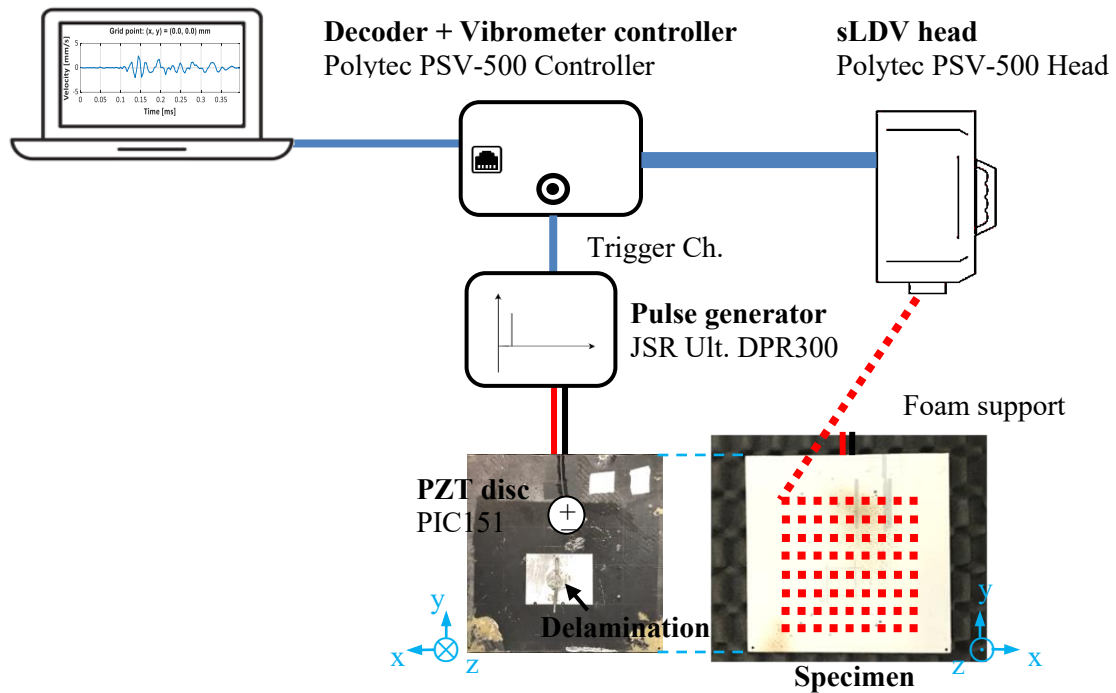 Grid point: (x, y) = (0.0, 0.0) mm
Velocity [mm/s]
5
0
-5
0 0.05 0.1 0.15 0.2 0.25 0.3 0.35
Time [ms]
Decoder + Vibrometer controller
Polytec PSV-500 Controller
sLDV head
Polytec PSV-500 Head
Trigger Ch.
Pulse generator
JSR Ult. DPR300
Foam support
PZT disc
PIC151
+
−
Delamination
y
x
z
y
z
x
Specimen